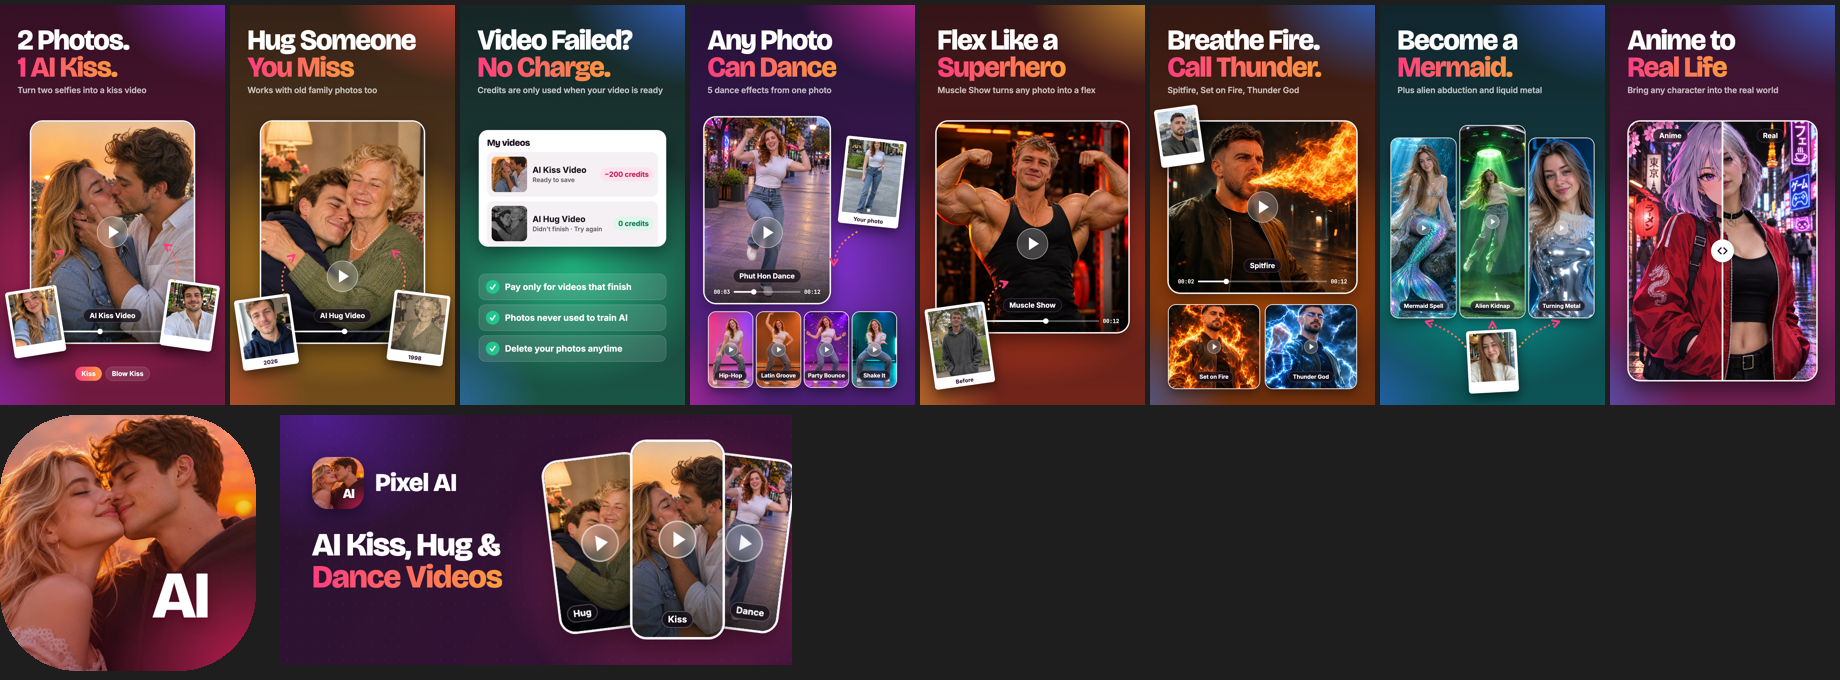 2 Photos.
1 AI Kiss.
Turn two selfies into a kiss video
AI Kiss Video
Kiss
Blow Kiss
Hug Someone
You Miss
Works with old family photos too
AI Hug Video
2026
1998
Video Failed?
No Charge.
Credits are only used when your video is ready
My videos
AI Kiss Video
Ready to save
−200 credits
AI Hug Video
Didn't finish · Try again
0 credits
Pay only for videos that finish
Photos never used to train AI
Delete your photos anytime
Any Photo
Can Dance
5 dance effects from one photo
Your photo
Phut Hon Dance
00:03
00:12
Hip-Hop
Latin Groove
Party Bounce
Shake It
Flex Like a
Superhero
Muscle Show turns any photo into a flex
Muscle Show
00:12
Before
Breathe Fire.
Call Thunder.
Spitfire, Set on Fire, Thunder God
Spitfire
00:02
00:12
Set on Fire
Thunder God
Become a
Mermaid.
Plus alien abduction and liquid metal
Mermaid Spell
Alien Kidnap
Turning Metal
Anime to
Real Life
Bring any character into the real world
Anime
Real
東京
フェ
ゲーム
AI
AI
Pixel AI
AI Kiss, Hug &
Dance Videos
Hug
Kiss
Dance